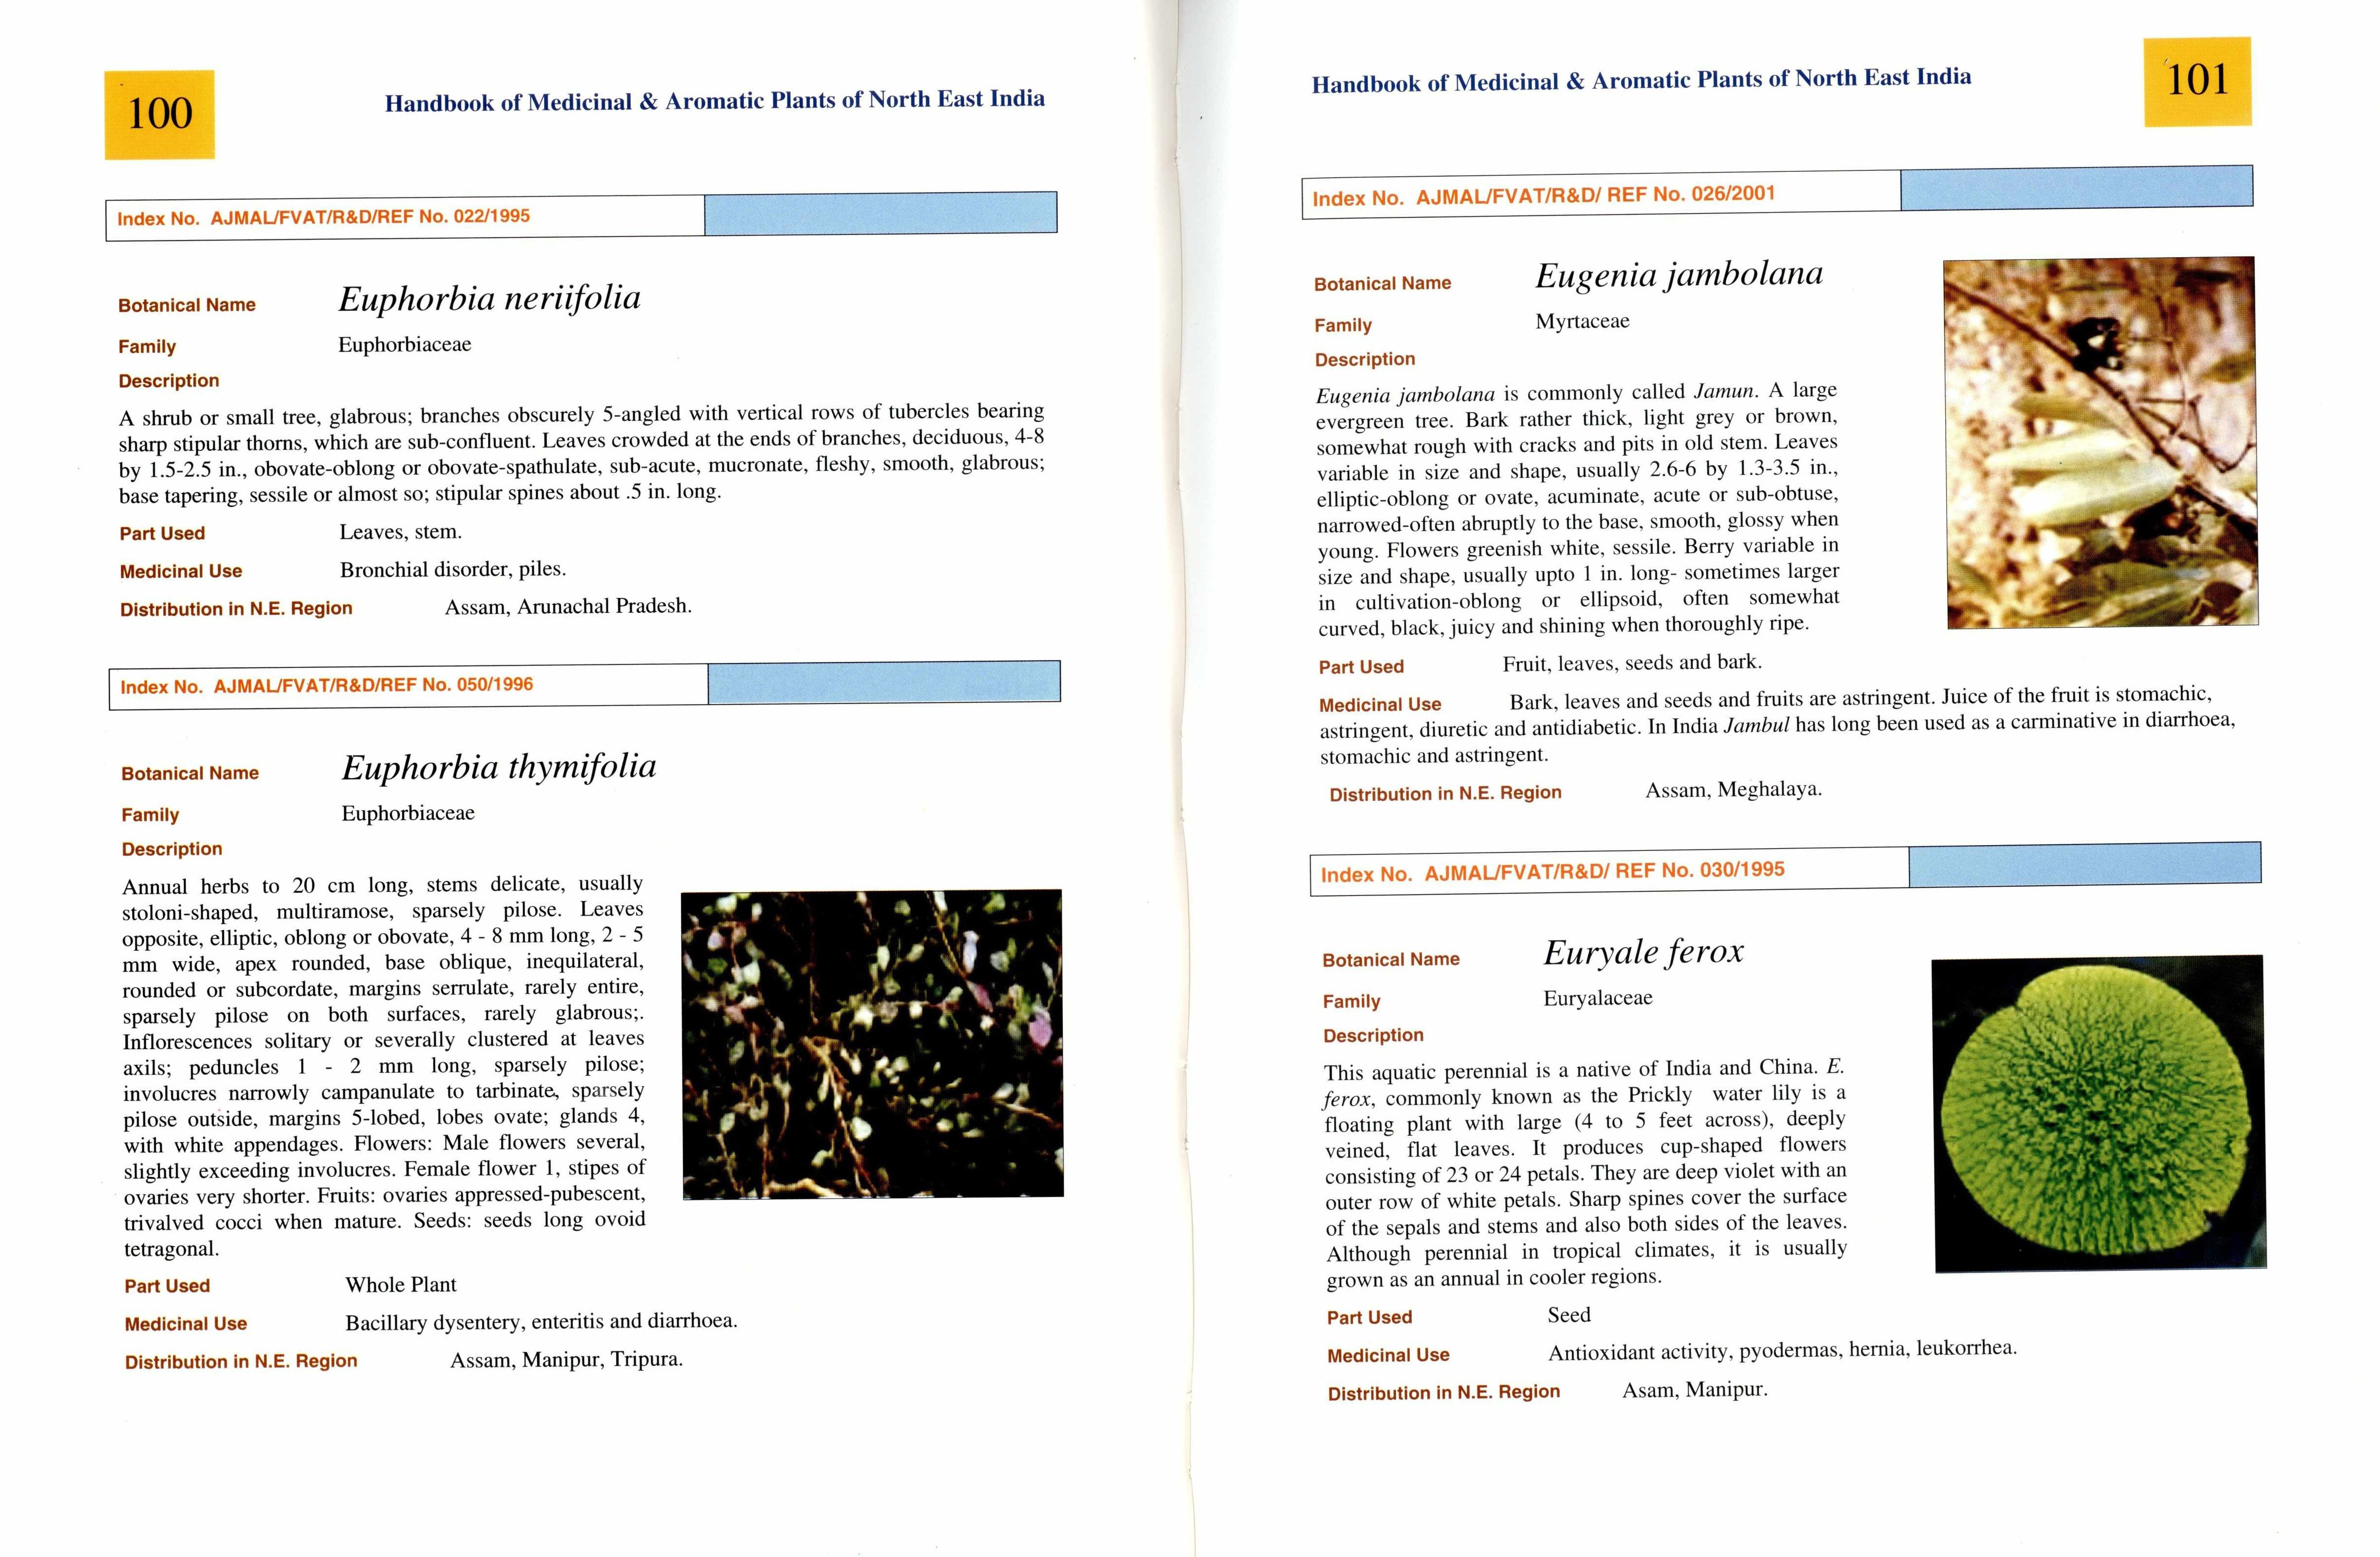 100
Handbook of Medicinal & Aromatic Plants of North East India
Index No. AJMAL/FVAT/R&D/REF No. 022/1995
Botanical Name Euphorbia neriifolia
Family Euphorbiaceae
Description
A shrub or small tree, glabrous; branches obscurely 5-angled with vertical rows of tubercles bearing
sharp stipular thorns, which are sub-confluent. Leaves crowded at the ends of branches, deciduous, 4-8
by 1.5-2.5 in., obovate-oblong or obovate-spathulate, sub-acute, mucronate, fleshy, smooth, glabrous;
base tapering, sessile or almost so; stipular spines about .5 in. long.
Part Used Leaves, stem.
Medicinal Use Bronchial disorder, piles.
Distribution in N.E. Region Assam, Arunachal Pradesh.
Index No. AJMAL/FVAT/R&D/REF No. 050/1996
Botanical Name Euphorbia thymifolia
Family Euphorbiaceae
Description
Annual herbs to 20 cm long, stems delicate, usually
stoloni-shaped, multiramose, sparsely pilose. Leaves
opposite, elliptic, oblong or obovate, 4 - 8 mm long, 2 - 5
mm wide, apex rounded, base oblique, inequilateral,
rounded or subcordate, margins serrulate, rarely entire,
sparsely pilose on both surfaces, rarely glabrous;.
Inflorescences solitary or severally clustered at leaves
axils; peduncles 1 - 2 mm long, sparsely pilose;
involucres narrowly campanulate to tarbinate, sparsely
pilose outside, margins 5-lobed, lobes ovate; glands 4,
with white appendages. Flowers: Male flowers several,
slightly exceeding involucres. Female flower 1, stipes of
ovaries very shorter. Fruits: ovaries appressed-pubescent,
trivalved cocci when mature. Seeds: seeds long ovoid
tetragonal.
Part Used Whole Plant
Medicinal Use Bacillary dysentery, enteritis and diarrhoea.
Distribution in N.E. Region Assam, Manipur, Tripura.
Handbook of Medicinal & Aromatic Plants of North East India
101
Index No. AJMAL/FVAT/R&D/ REF No. 026/2001
Botanical Name Eugenia jambolana
Family Myrtaceae
Description
Eugenia jambolana is commonly called Jamun. A large
evergreen tree. Bark rather thick, light grey or brown,
somewhat rough with cracks and pits in old stem. Leaves
variable in size and shape, usually 2.6-6 by 1.3-3.5 in.,
elliptic-oblong or ovate, acuminate, acute or sub-obtuse,
narrowed-often abruptly to the base, smooth, glossy when
young. Flowers greenish white, sessile. Berry variable in
size and shape, usually upto 1 in. long- sometimes larger
in cultivation-oblong or ellipsoid, often somewhat
curved, black, juicy and shining when thoroughly ripe.
Part Used Fruit, leaves, seeds and bark.
Medicinal Use Bark, leaves and seeds and fruits are astringent. Juice of the fruit is stomachic,
astringent, diuretic and antidiabetic. In India Jambul has long been used as a carminative in diarrhoea,
stomachic and astringent.
Distribution in N.E. Region Assam, Meghalaya.
Index No. AJMAL/FVAT/R&D/ REF No. 030/1995
Botanical Name Euryale ferox
Family Euryalaceae
Description
This aquatic perennial is a native of India and China. E.
ferox, commonly known as the Prickly water lily is a
floating plant with large (4 to 5 feet across), deeply
veined, flat leaves. It produces cup-shaped flowers
consisting of 23 or 24 petals. They are deep violet with an
outer row of white petals. Sharp spines cover the surface
of the sepals and stems and also both sides of the leaves.
Although perennial in tropical climates, it is usually
grown as an annual in cooler regions.
Part Used Seed
Medicinal Use Antioxidant activity, pyodermas, hernia, leukorrhea.
Distribution in N.E. Region Asam, Manipur.